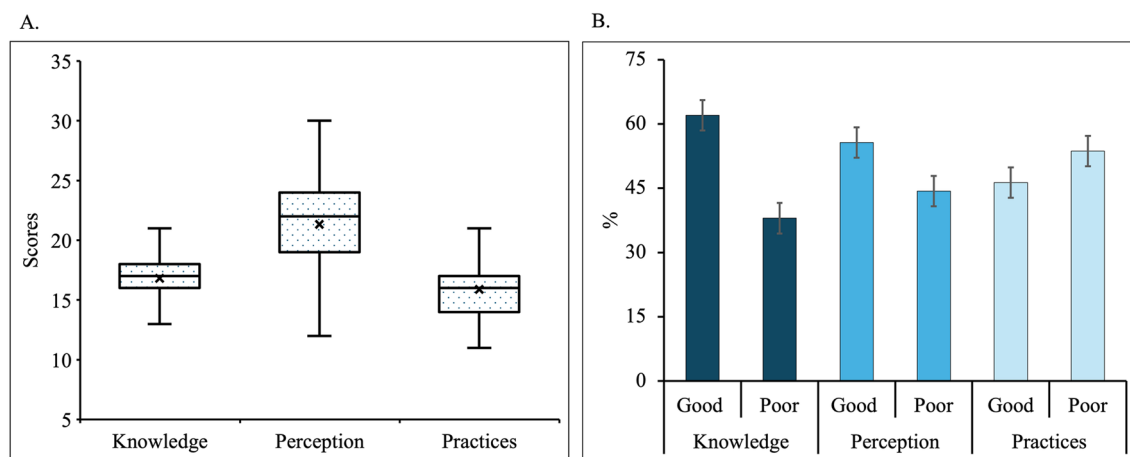 A.
35
30
25
20
15
10
5
Scores
Knowledge Perception Practices
B.
75
60
45
30
15
0
%
Good Poor Good Poor Good Poor
Knowledge Perception Practices